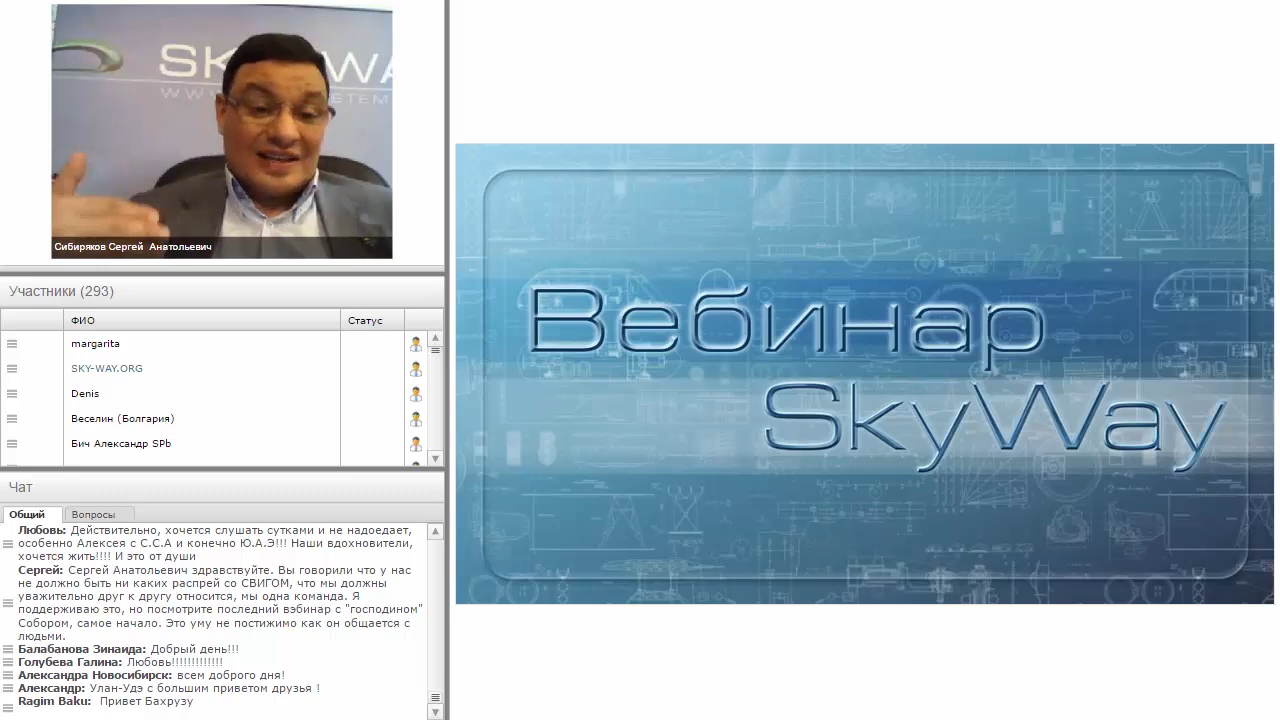 SK WA
WWW
ETEM
Сибиряков Сергей Анатольевич
Участники (293)
ФИО
Статус
margarita
SKY-WAY.ORG
Denis
Веселин (Болгария)
Бич Александр SPb
Чат
Общий
Вопросы
Любовь: Действительно, хочется слушать сутками и не надоедает,
особенно Алексея с С.С.А и конечно Ю.А.Э!!! Наши вдохновители,
хочется жить!!!! И это от души
Сергей: Сергей Анатольевич здравствуйте. Вы говорили что у нас
не должно быть ни каких распрей со СВИГОМ, что мы должны
уважительно друг к другу относится, мы одна команда. Я
поддерживаю это, но посмотрите последний вэбинар с "господином"
Собором, самое начало. Это уму не постижимо как он общается с
людьми.
Балабанова Зинаида: Добрый день!!!
Голубева Галина: Любовь!!!!!!!!!!!!!
Александра Новосибирск: всем доброго дня!
Александр: Улан-Удэ с большим приветом друзья !
Ragim Baku: Привет Бахрузу
Вебинар
SkyWay